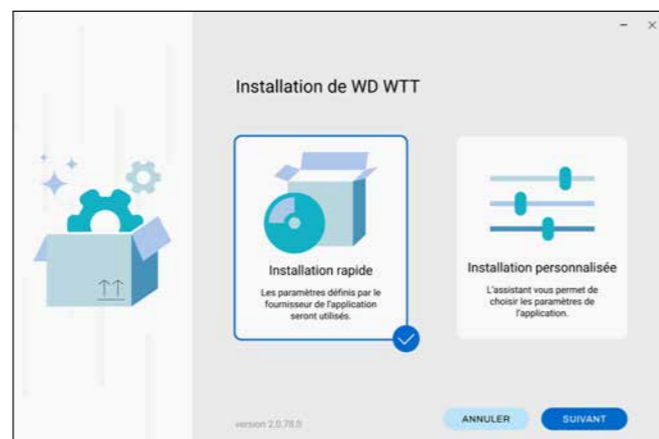 Installation de WD WTT
Installation rapide
Les paramètres définis par le
fournisseur de l'application
seront utilisés.
Installation personnalisée
L'assistant vous permet de
choisir les paramètres de
l'application.
version 2.0.78.0
ANNULER
SUIVANT